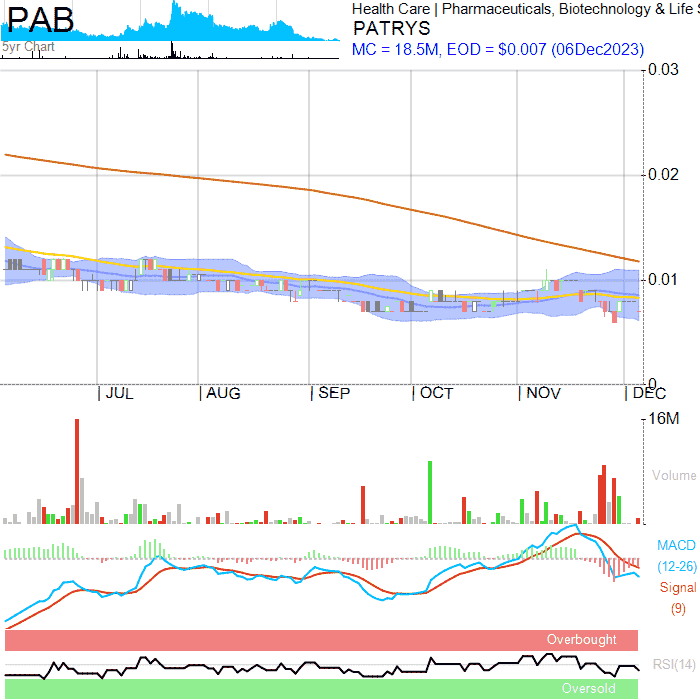 PAB
Health Care | Pharmaceuticals, Biotechnology & Life S
PATRYS
MC = 18.5M, EOD = $0.007 (06Dec2023)
5yr Chart
0.03
0.02
0.01
0
JUL AUG SEP OCT NOV DEC
16M
Volume
MACD
(12-26)
Signal
(9)
Overbought
RSI(14)
Oversold